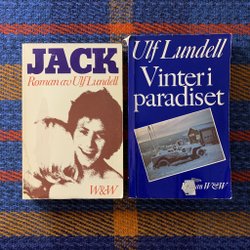 JACK
Roman av Ulf Lundell
W&W
Ulf Lundell
Vinter i
paradiset
W&W